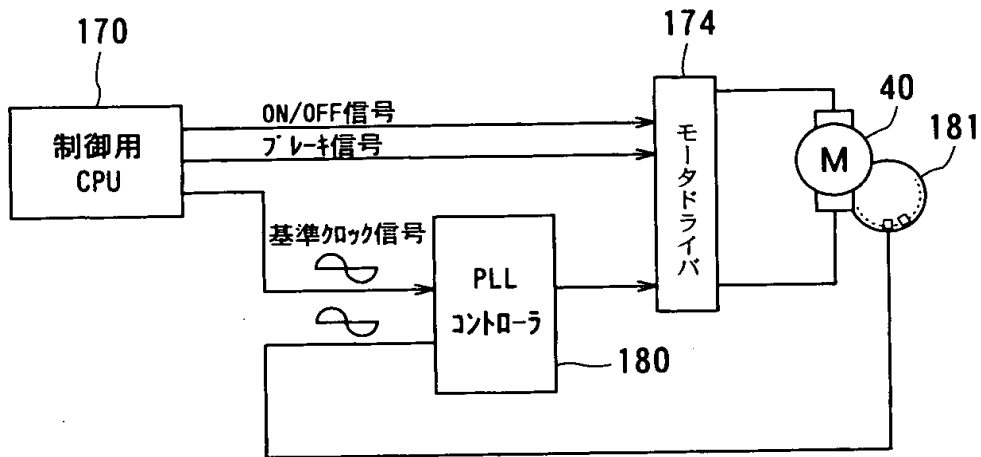 170
制御用
CPU
ON/OFF信号
ブレーキ信号
基準クロック信号
PLL
コントローラ
180
174
モータドライバ
40
M
181